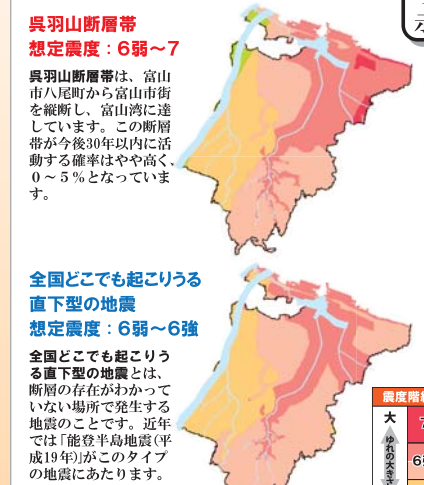 呉羽山断層帯
想定震度：6弱～7
呉羽山断層帯は、富山
市八尾町から富山市街
を縦断し、富山湾に達
しています。この断層
帯が今後30年以内に活
動する確率はやや高く、
0～5％となっていま
す。
全国どこでも起こりうる
直下型の地震
想定震度：6弱～6強
全国どこでも起こりう
る直下型の地震とは、
断層の存在がわかって
いない場所で発生する
地震のことです。近年
では「能登半島地震(平
成19年)」がこのタイプ
の地震にあたります。
震度階級
大
ゆれの大きさ
7
6強